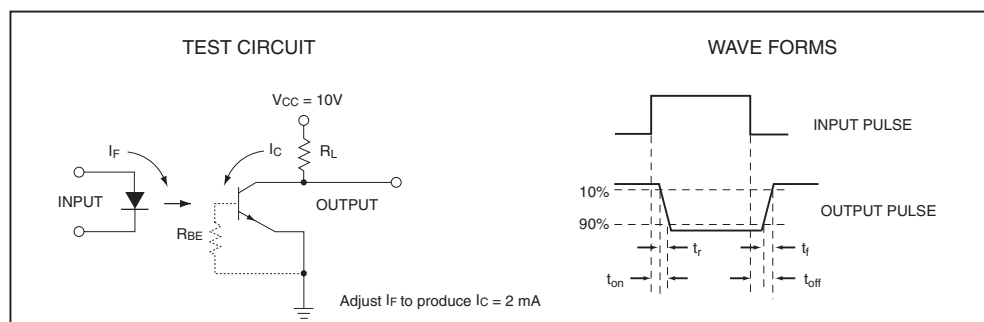 TEST CIRCUIT
VCC = 10V
IF
IC
RL
INPUT
OUTPUT
RBE
Adjust IF to produce IC = 2 mA
WAVE FORMS
INPUT PULSE
10%
OUTPUT PULSE
90%
tr
tf
ton
toff